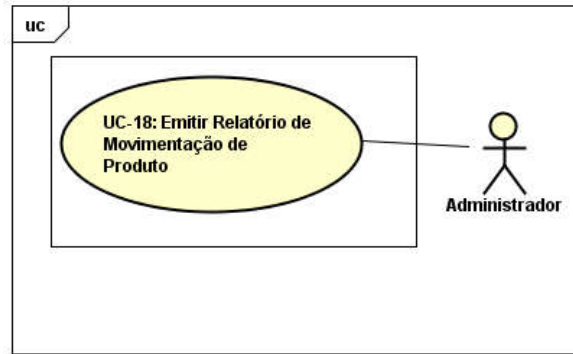 uc
UC-18: Emitir Relatório de
Movimentação de
Produto
Administrador